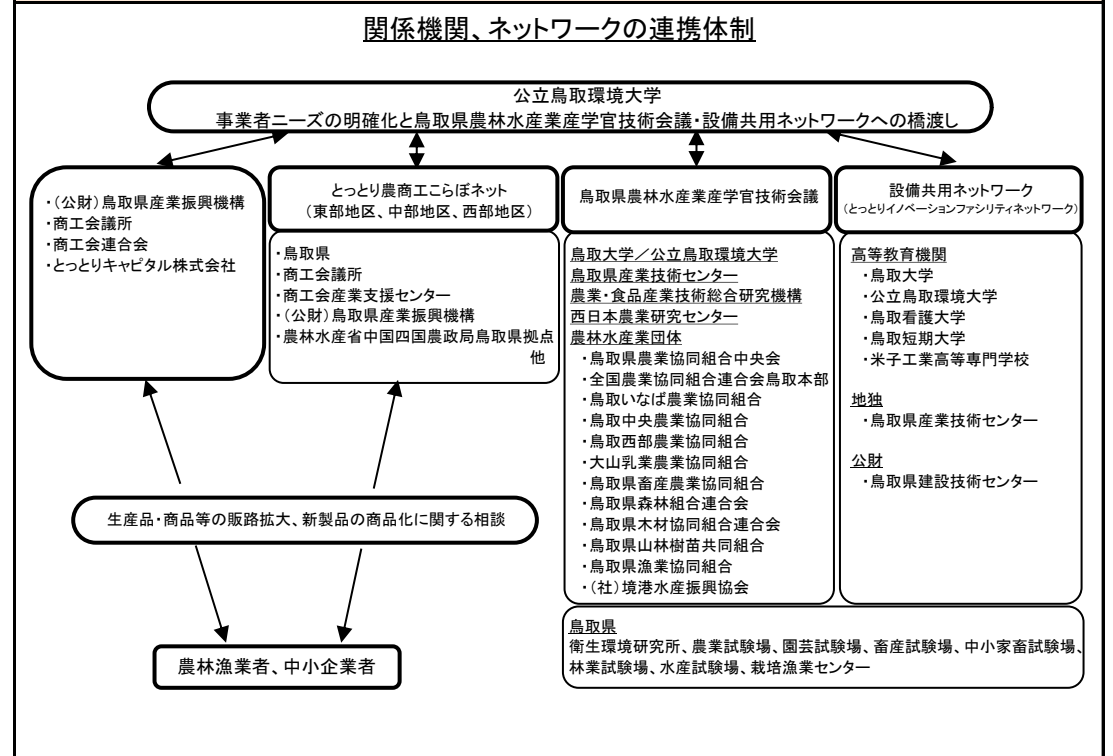 関係機関、ネットワークの連携体制
公立鳥取環境大学
事業者ニーズの明確化と鳥取県農林水産業産学官技術会議・設備共用ネットワークへの橋渡し
・(公財)鳥取県産業振興機構
・商工会議所
・商工会連合会
・とっとりキャピタル株式会社
とっとり農商工こらぼネット
(東部地区、中部地区、西部地区)
・鳥取県
・商工会議所
・商工会産業支援センター
・(公財)鳥取県産業振興機構
・農林水産省中国四国農政局鳥取県拠点
他
鳥取県農林水産業産学官技術会議
鳥取大学/公立鳥取環境大学
鳥取県産業技術センター
農業・食品産業技術総合研究機構
西日本農業研究センター
農林水産業団体
・鳥取県農業協同組合中央会
・全国農業協同組合連合会鳥取本部
・鳥取いなば農業協同組合
・鳥取中央農業協同組合
・鳥取西部農業協同組合
・大山乳業農業協同組合
・鳥取県畜産農業協同組合
・鳥取県森林組合連合会
・鳥取県木材協同組合連合会
・鳥取県山林樹苗共同組合
・鳥取県漁業協同組合
・(社)境港水産振興協会
設備共用ネットワーク
(とっとりイノベーションファシリティネットワーク)
高等教育機関
・鳥取大学
・公立鳥取環境大学
・鳥取看護大学
・鳥取短期大学
・米子工業高等専門学校
地独
・鳥取県産業技術センター
公財
・鳥取県建設技術センター
鳥取県
衛生環境研究所、農業試験場、園芸試験場、畜産試験場、中小家畜試験場、
林業試験場、水産試験場、栽培漁業センター
生産品・商品等の販路拡大、新製品の商品化に関する相談
農林漁業者、中小企業者